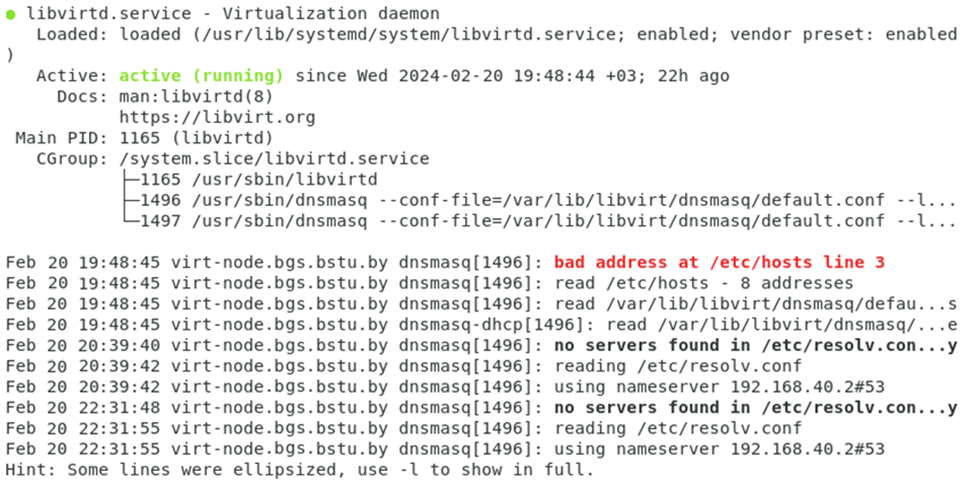 ● libvirtd.service - Virtualization daemon
   Loaded: loaded (/usr/lib/systemd/system/libvirtd.service; enabled; vendor preset: enabled
)
   Active: active (running) since Wed 2024-02-20 19:48:44 +03; 22h ago
     Docs: man:libvirtd(8)
           https://libvirt.org
 Main PID: 1165 (libvirtd)
   CGroup: /system.slice/libvirtd.service
           ├─1165 /usr/sbin/libvirtd
           ├─1496 /usr/sbin/dnsmasq --conf-file=/var/lib/libvirt/dnsmasq/default.conf --l...
           └─1497 /usr/sbin/dnsmasq --conf-file=/var/lib/libvirt/dnsmasq/default.conf --l...

Feb 20 19:48:45 virt-node.bgs.bstu.by dnsmasq[1496]: bad address at /etc/hosts line 3
Feb 20 19:48:45 virt-node.bgs.bstu.by dnsmasq[1496]: read /etc/hosts - 8 addresses
Feb 20 19:48:45 virt-node.bgs.bstu.by dnsmasq[1496]: read /var/lib/libvirt/dnsmasq/defau...s
Feb 20 19:48:45 virt-node.bgs.bstu.by dnsmasq-dhcp[1496]: read /var/lib/libvirt/dnsmasq/...e
Feb 20 20:39:40 virt-node.bgs.bstu.by dnsmasq[1496]: no servers found in /etc/resolv.con...y
Feb 20 20:39:42 virt-node.bgs.bstu.by dnsmasq[1496]: reading /etc/resolv.conf
Feb 20 20:39:42 virt-node.bgs.bstu.by dnsmasq[1496]: using nameserver 192.168.40.2#53
Feb 20 22:31:48 virt-node.bgs.bstu.by dnsmasq[1496]: no servers found in /etc/resolv.con...y
Feb 20 22:31:55 virt-node.bgs.bstu.by dnsmasq[1496]: reading /etc/resolv.conf
Feb 20 22:31:55 virt-node.bgs.bstu.by dnsmasq[1496]: using nameserver 192.168.40.2#53
Hint: Some lines were ellipsized, use -l to show in full.